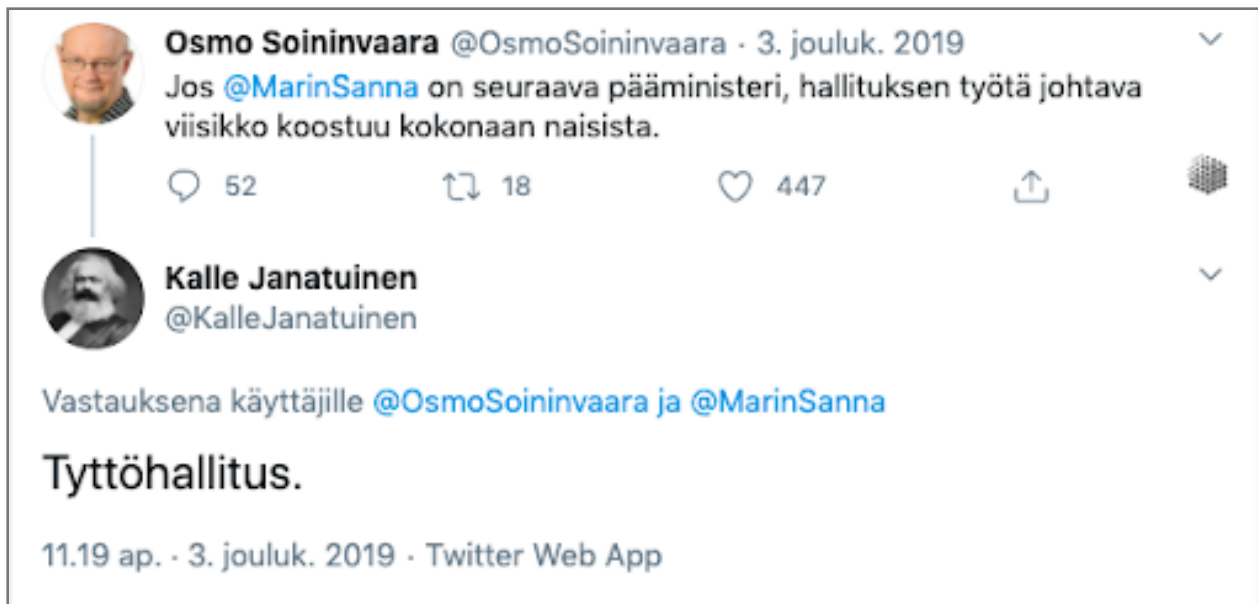 Osmo Soininvaara @OsmoSoininvaara · 3. jouluk. 2019
Jos @MarinSanna on seuraava pääministeri, hallituksen työtä johtava
viisikko koostuu kokonaan naisista.
52 18 447
Kalle Janatuinen
@KalleJanatuinen
Vastauksena käyttäjille @OsmoSoininvaara ja @MarinSanna
Tyttöhallitus.
11.19 ap. · 3. jouluk. 2019 · Twitter Web App